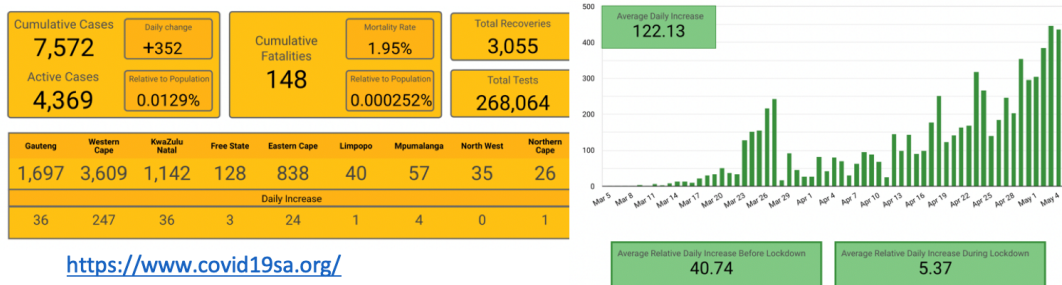 Cumulative Cases
7,572
Daily change
+352
Active Cases
4,369
Relative to Population
0.0129%
Cumulative
Fatalities
148
Mortality Rate
1.95%
Relative to Population
0.000252%
Total Recoveries
3,055
Total Tests
268,064
Gauteng Western Cape KwaZulu Natal Free State Eastern Cape Limpopo Mpumalanga North West Northern Cape
1,697 3,609 1,142 128 838 40 57 35 26
Daily Increase
36 247 36 3 24 1 4 0 1
https://www.covid19sa.org/
Average Daily Increase
122.13
500
400
300
200
100
0
Mar 5 Mar 8 Mar 11 Mar 14 Mar 17 Mar 20 Mar 23 Mar 26 Mar 29 Apr 1 Apr 4 Apr 7 Apr 10 Apr 13 Apr 16 Apr 19 Apr 22 Apr 25 Apr 28 May 1 May 4
Average Relative Daily Increase Before Lockdown
40.74
Average Relative Daily Increase During Lockdown
5.37